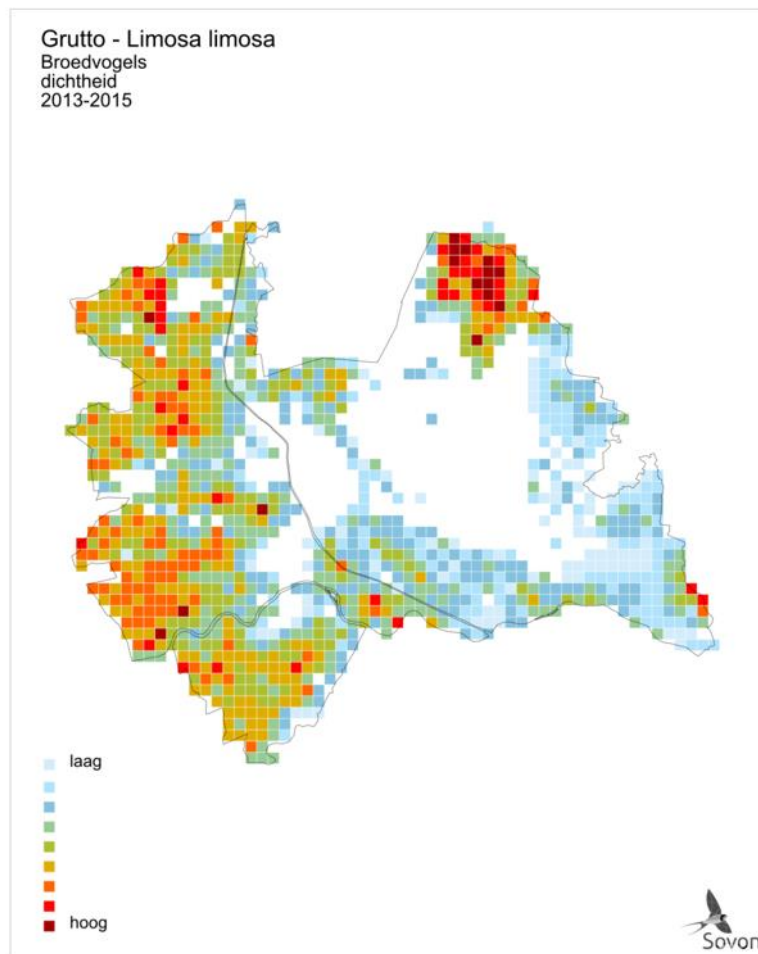 Grutto - Limosa limosa
Broedvogels
dichtheid
2013-2015
laag
hoog
Sovon